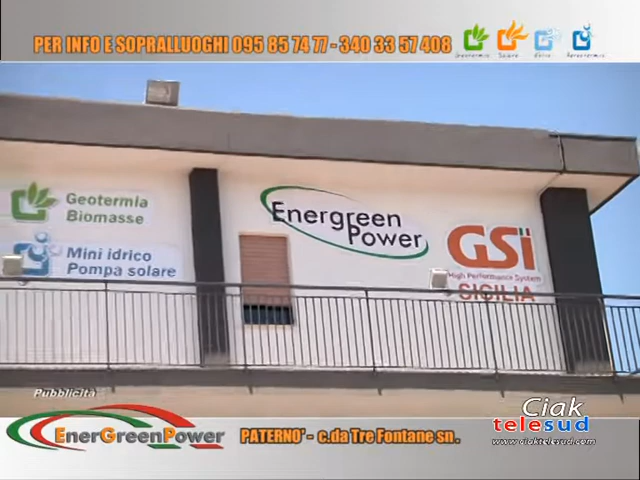 PER INFO E SOPRALLUOGHI 095 85 74 77 - 340 33 57 408
Geotermia
Biomasse
Mini idrico
Pompa solare
Energreen
Power
GSi
High Performance System
SICILIA
Pubblicità
EnerGreenPower
PATERNO' - c.da Tre Fontane sn.
Ciak
telesud
www.ciaktelesud.com